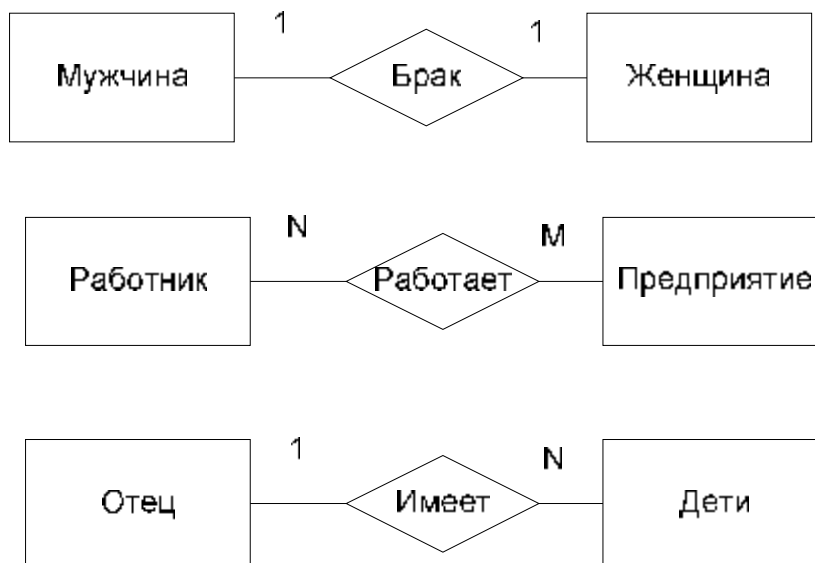 1 1
Мужчина Брак Женщина
N M
Работник Работает Предприятие
1 N
Отец Имеет Дети